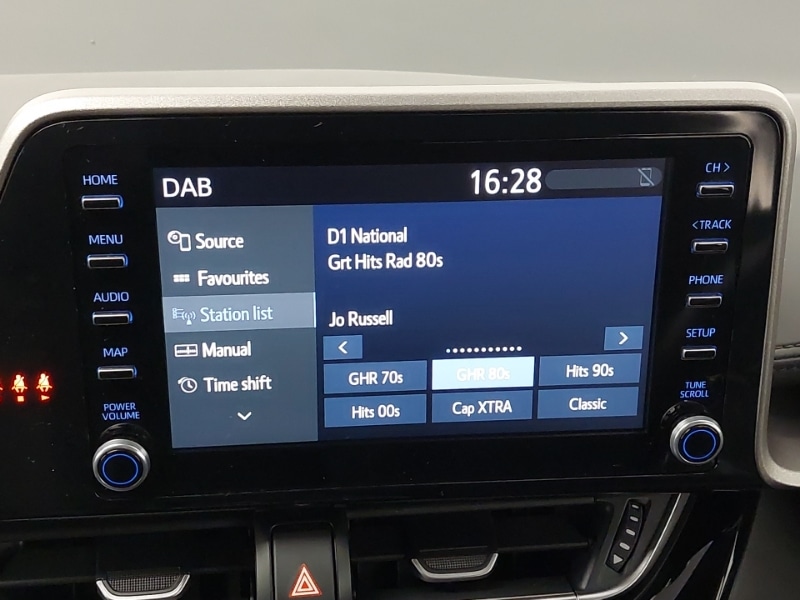 HOME
MENU
AUDIO
MAP
POWER
VOLUME
DAB
16:28
Source
Favourites
Station list
Manual
Time shift
D1 National
Grt Hits Rad 80s
Jo Russell
<
>
GHR 70s
GHR 80s
Hits 90s
Hits 00s
Cap XTRA
Classic
CH >
< TRACK
PHONE
SETUP
TUNE
SCROLL